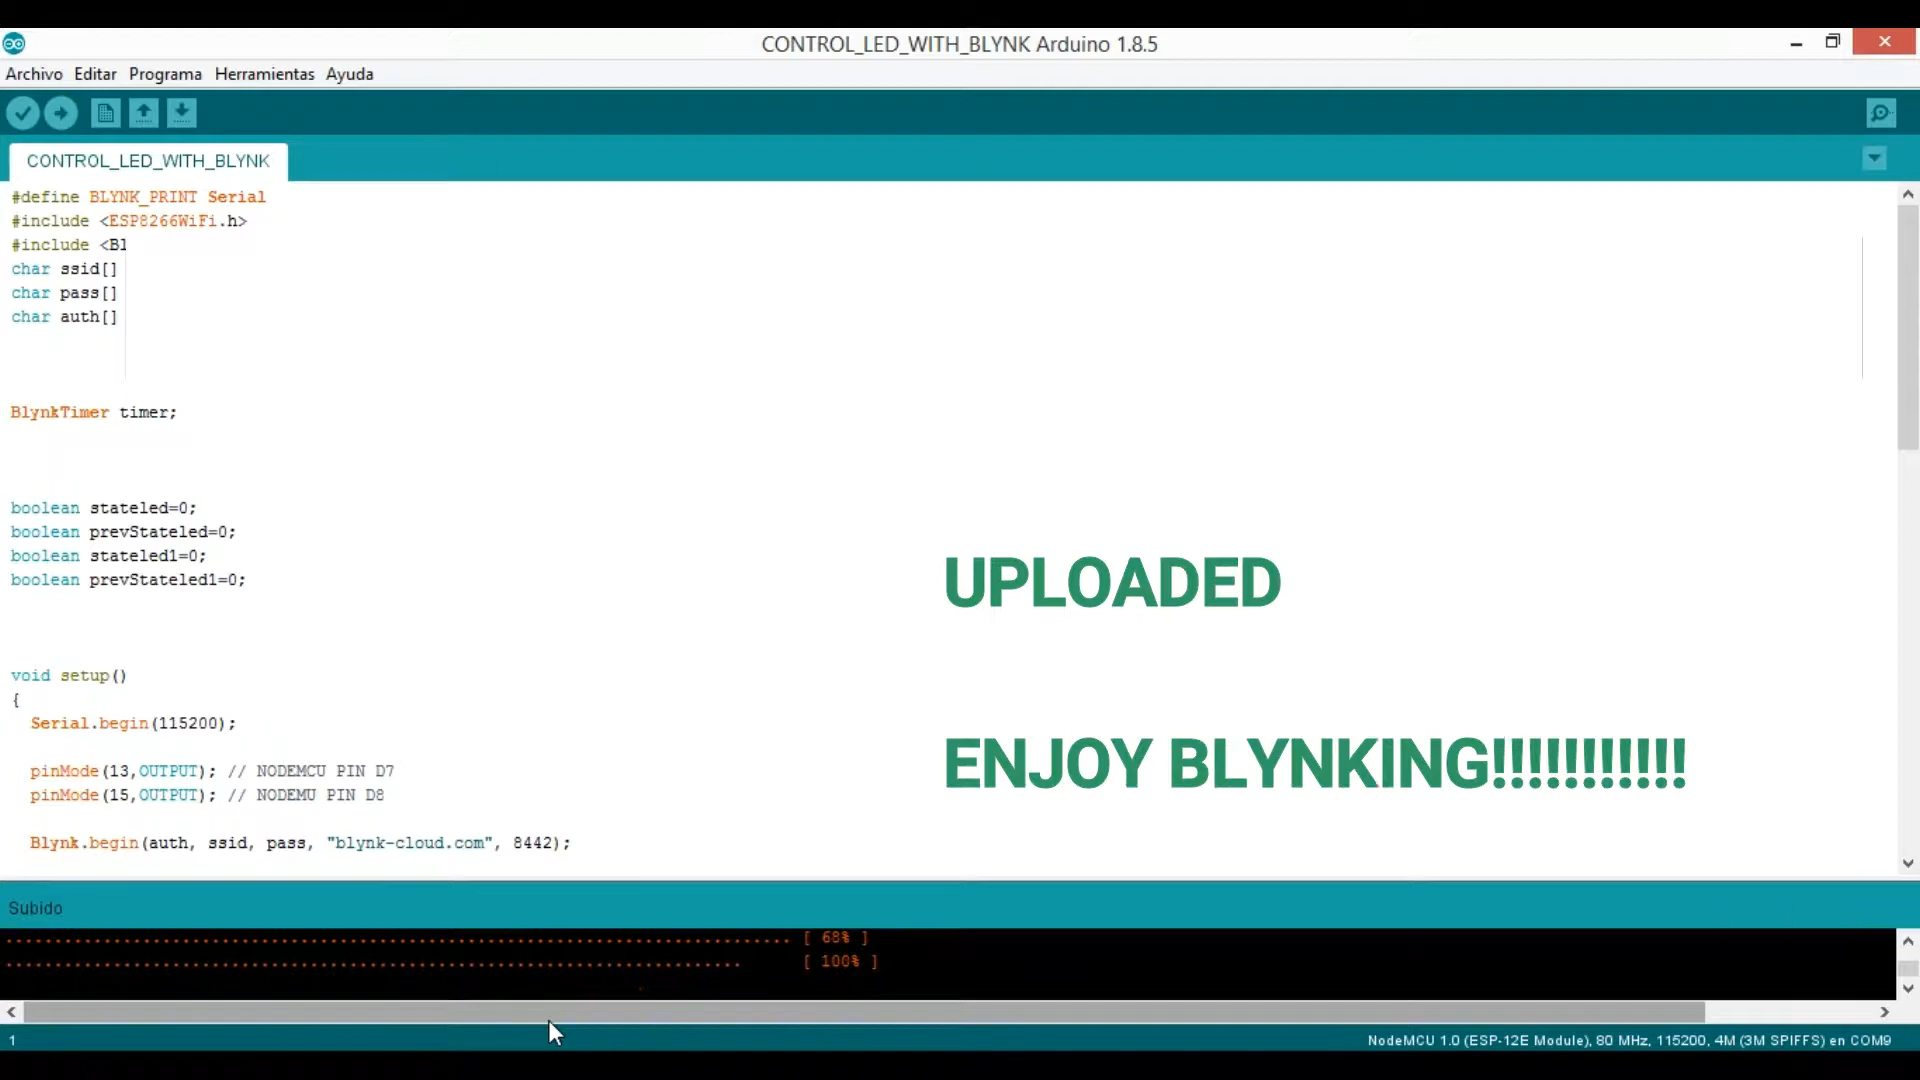 CONTROL_LED_WITH_BLYNK Arduino 1.8.5
Archivo Editar Programa Herramientas Ayuda
CONTROL_LED_WITH_BLYNK
#define BLYNK_PRINT Serial
#include <ESP8266WiFi.h>
#include <Bl
char ssid[]
char pass[]
char auth[]
BlynkTimer timer;
boolean stateled=0;
boolean prevStateled=0;
boolean stateled1=0;
boolean prevStateled1=0;
UPLOADED
void setup()
{
Serial.begin(115200);
pinMode(13,OUTPUT); // NODEMCU PIN D7
ENJOY BLYNKING!!!!!!!!!!!
pinMode(15,OUTPUT); // NODEMU PIN D8
Blynk.begin(auth, ssid, pass, "blynk-cloud.com", 8442);
Subido
................................................................................ [ 68% ]
........................................................................... [ 100% ]
1
NodeMCU 1.0 (ESP-12E Module), 80 MHz, 115200, 4M (3M SPIFFS) en COM9